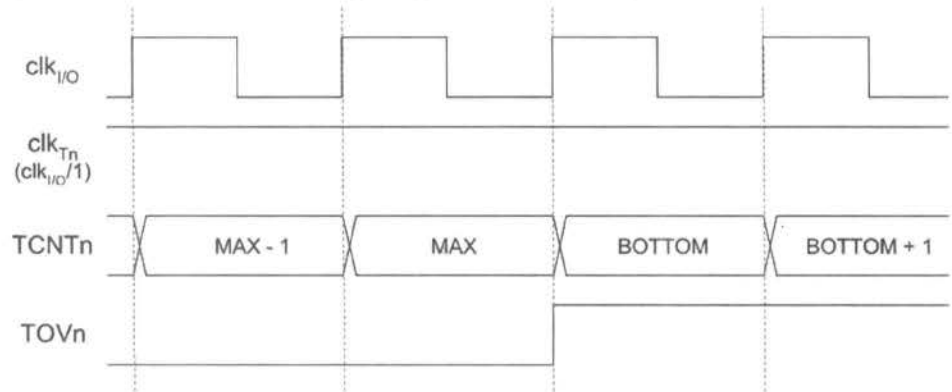 clkI/O
clkTn
(clkI/O/1)
TCNTn MAX - 1 MAX BOTTOM BOTTOM + 1
TOVn